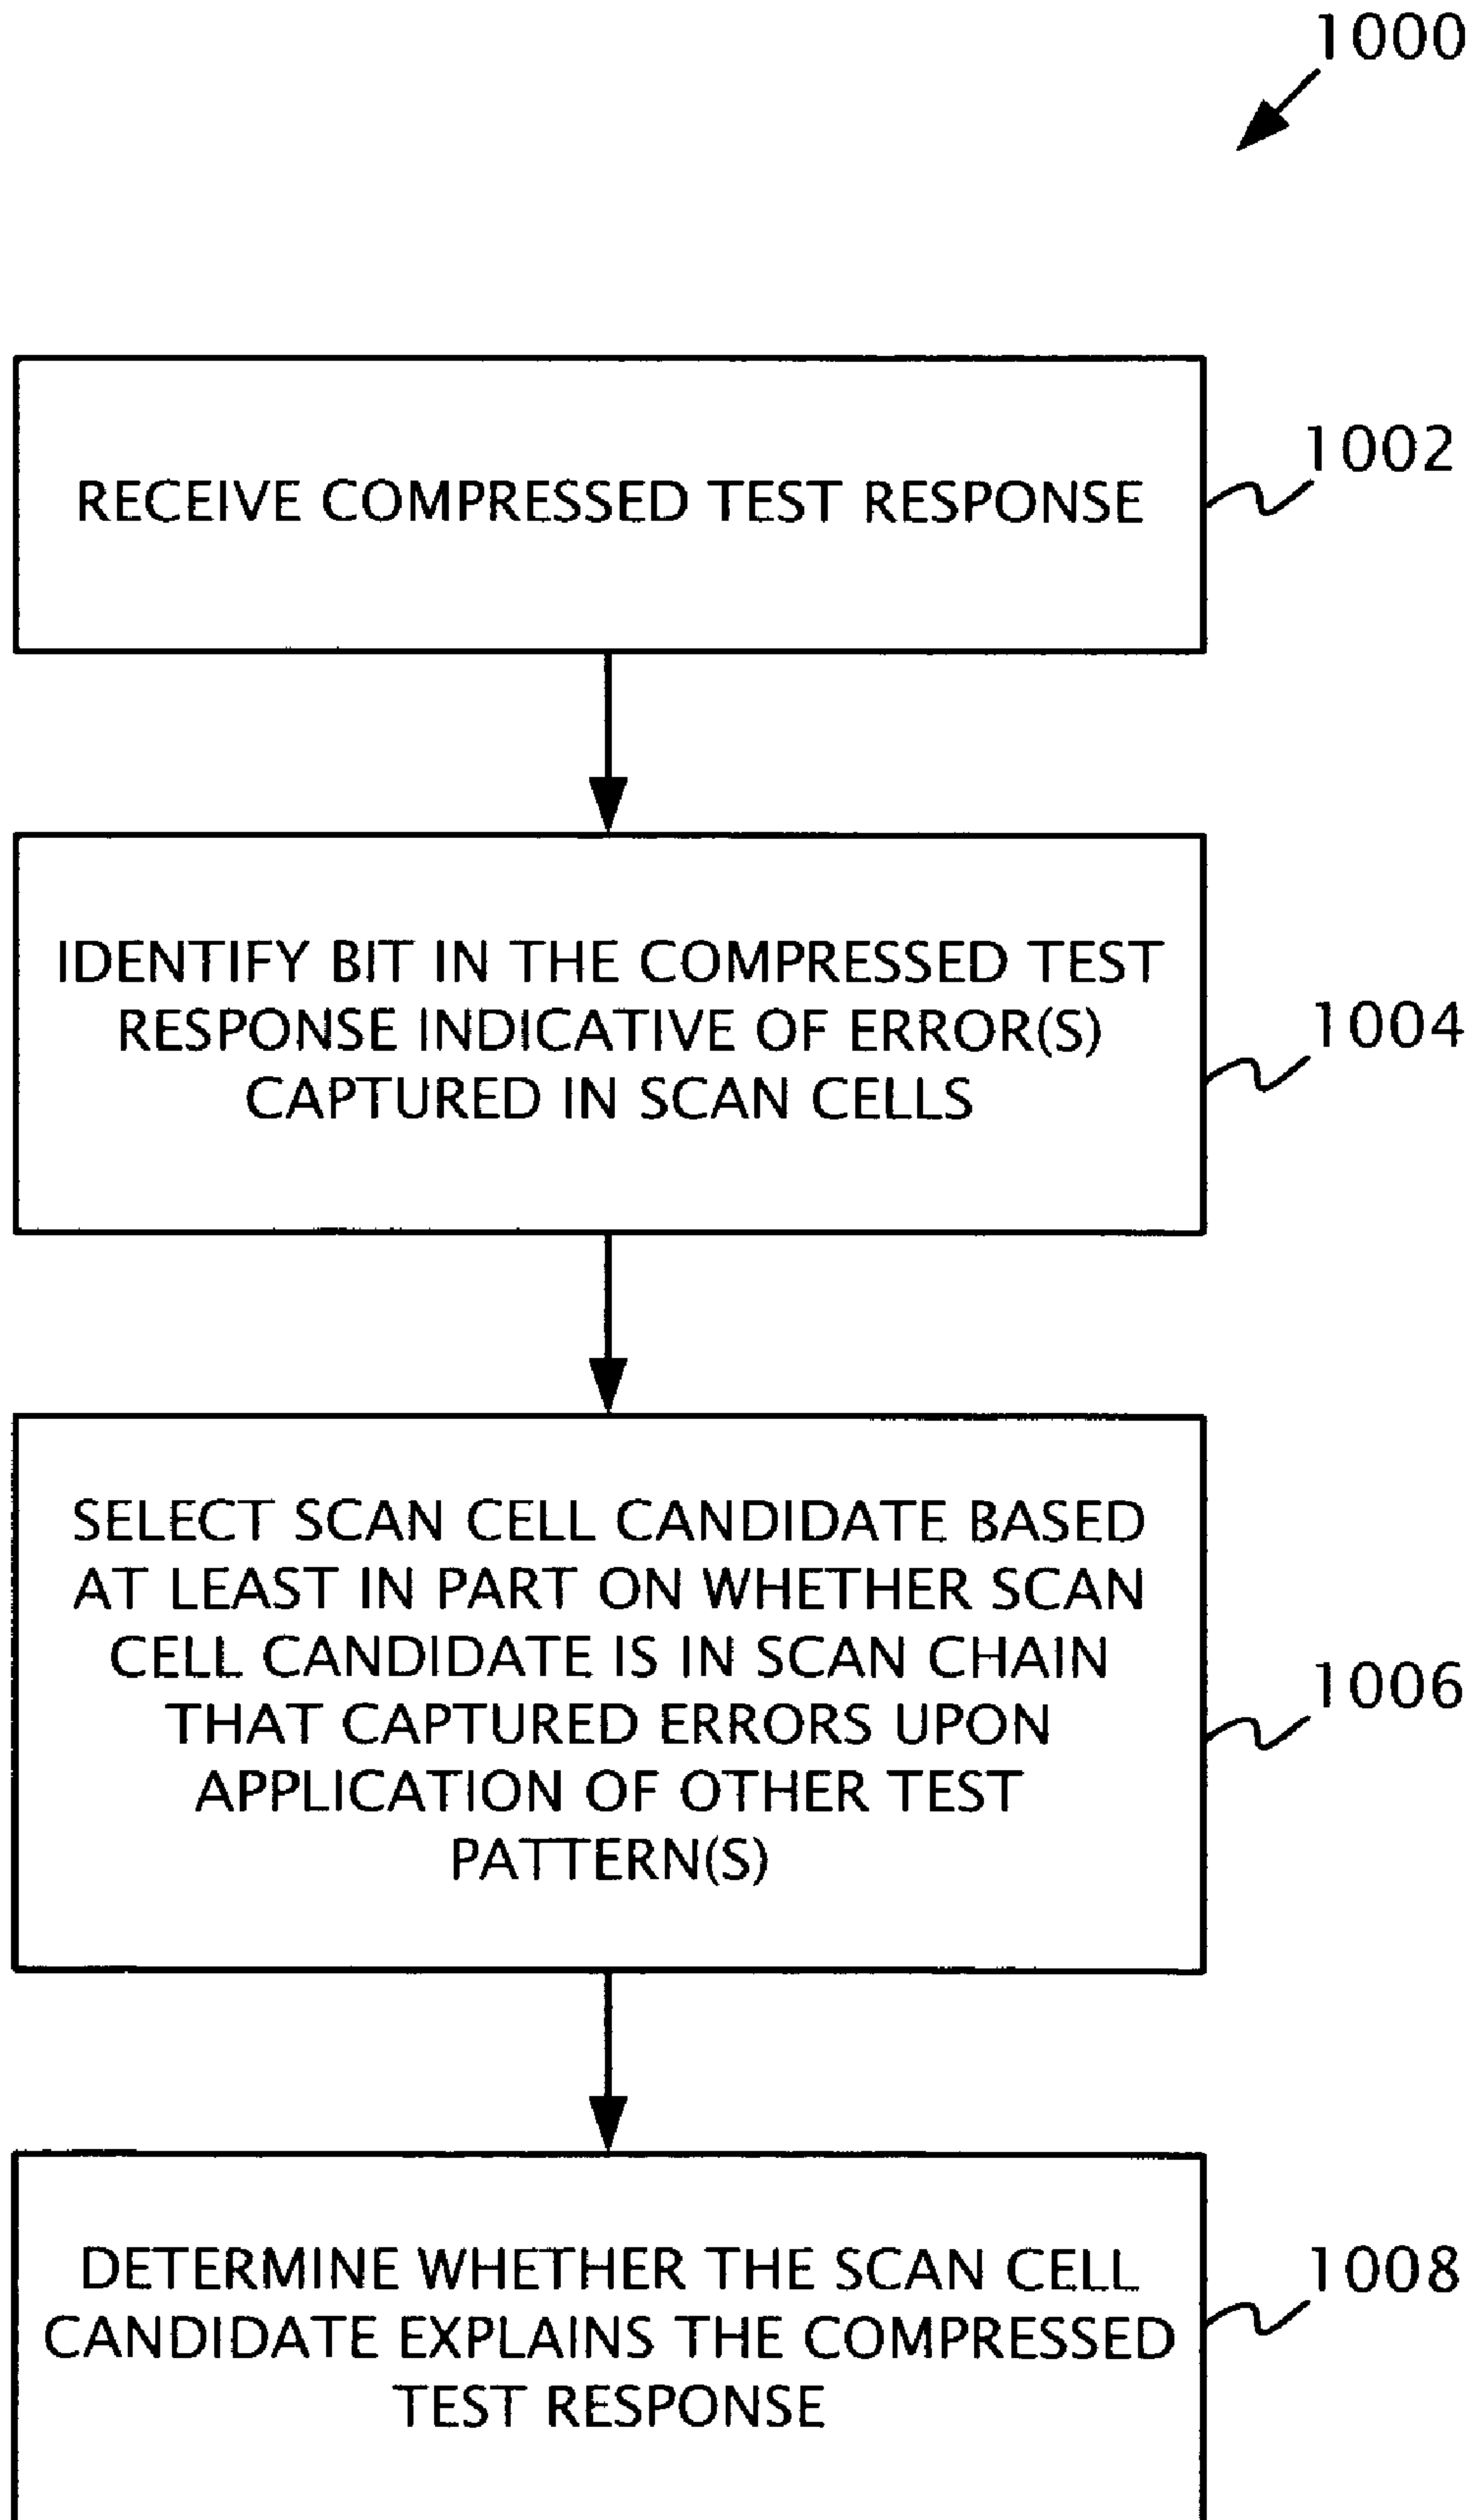 1000
RECEIVE COMPRESSED TEST RESPONSE
1002
IDENTIFY BIT IN THE COMPRESSED TEST
RESPONSE INDICATIVE OF ERROR(S)
CAPTURED IN SCAN CELLS
1004
SELECT SCAN CELL CANDIDATE BASED
AT LEAST IN PART ON WHETHER SCAN
CELL CANDIDATE IS IN SCAN CHAIN
THAT CAPTURED ERRORS UPON
APPLICATION OF OTHER TEST
PATTERN(S)
1006
DETERMINE WHETHER THE SCAN CELL
CANDIDATE EXPLAINS THE COMPRESSED
TEST RESPONSE
1008